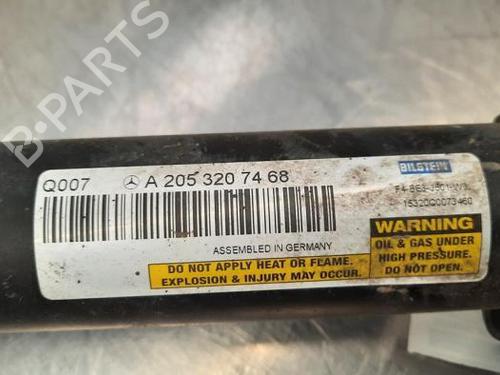 Q007 A 205 320 74 68
BILSTEIN
15320Q0073460
ASSEMBLED IN GERMANY
DO NOT APPLY HEAT OR FLAME.
EXPLOSION & INJURY MAY OCCUR.
WARNING
OIL & GAS UNDER
HIGH PRESSURE.
DO NOT OPEN.
B-PARTS